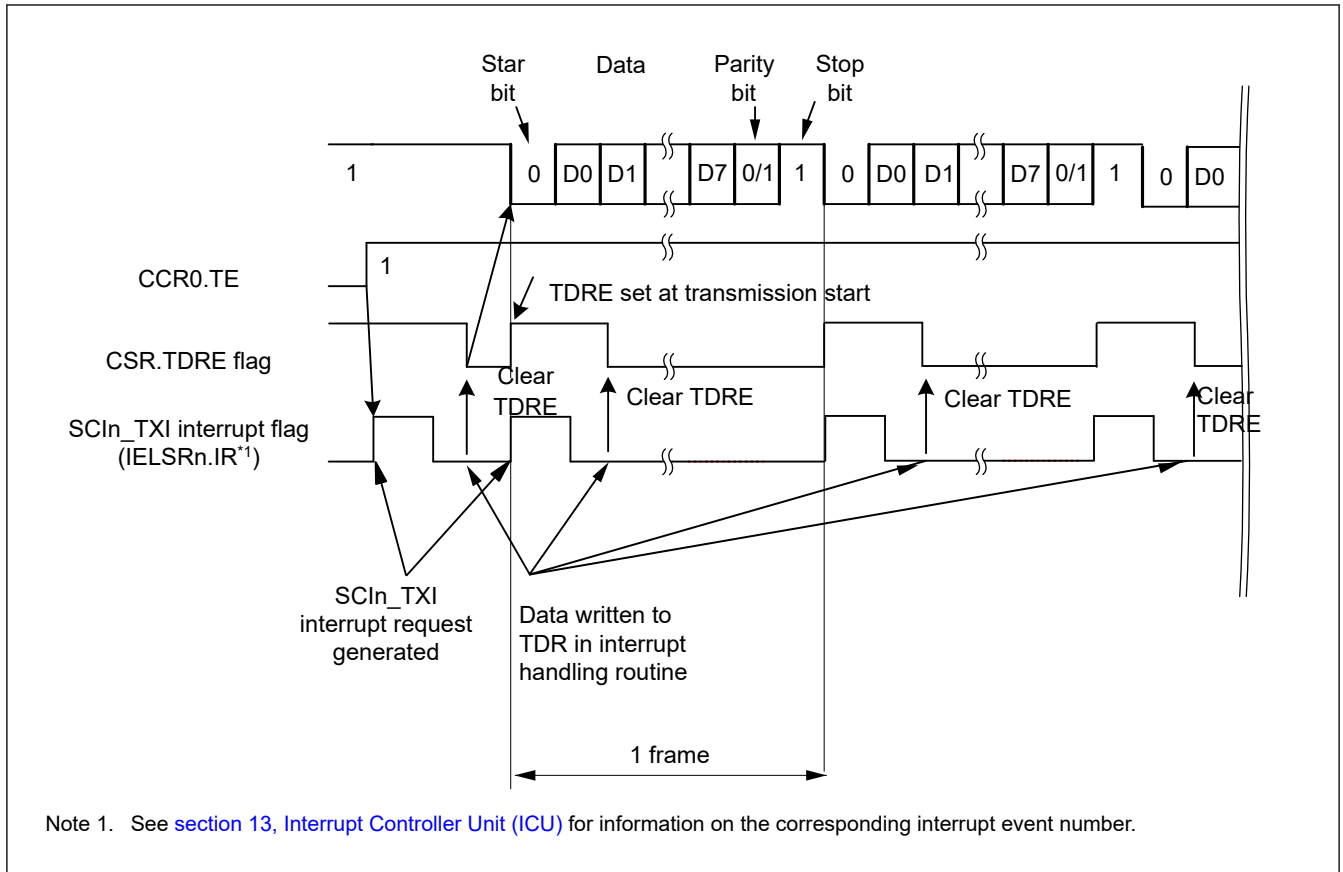 Star
bit
Data
Parity
bit
Stop
bit
1
0
D0
D1
D7
0/1
1
0
D0
D1
D7
0/1
1
0
D0
1
CCR0.TE
TDRE set at transmission start
CSR.TDRE flag
Clear
TDRE
Clear TDRE
Clear TDRE
Clear
TDRE
SCIn_TXI interrupt flag
(IELSRn.IR*1)
SCIn_TXI
interrupt request
generated
Data written to
TDR in interrupt
handling routine
1 frame
Note 1. See section 13, Interrupt Controller Unit (ICU) for information on the corresponding interrupt event number.